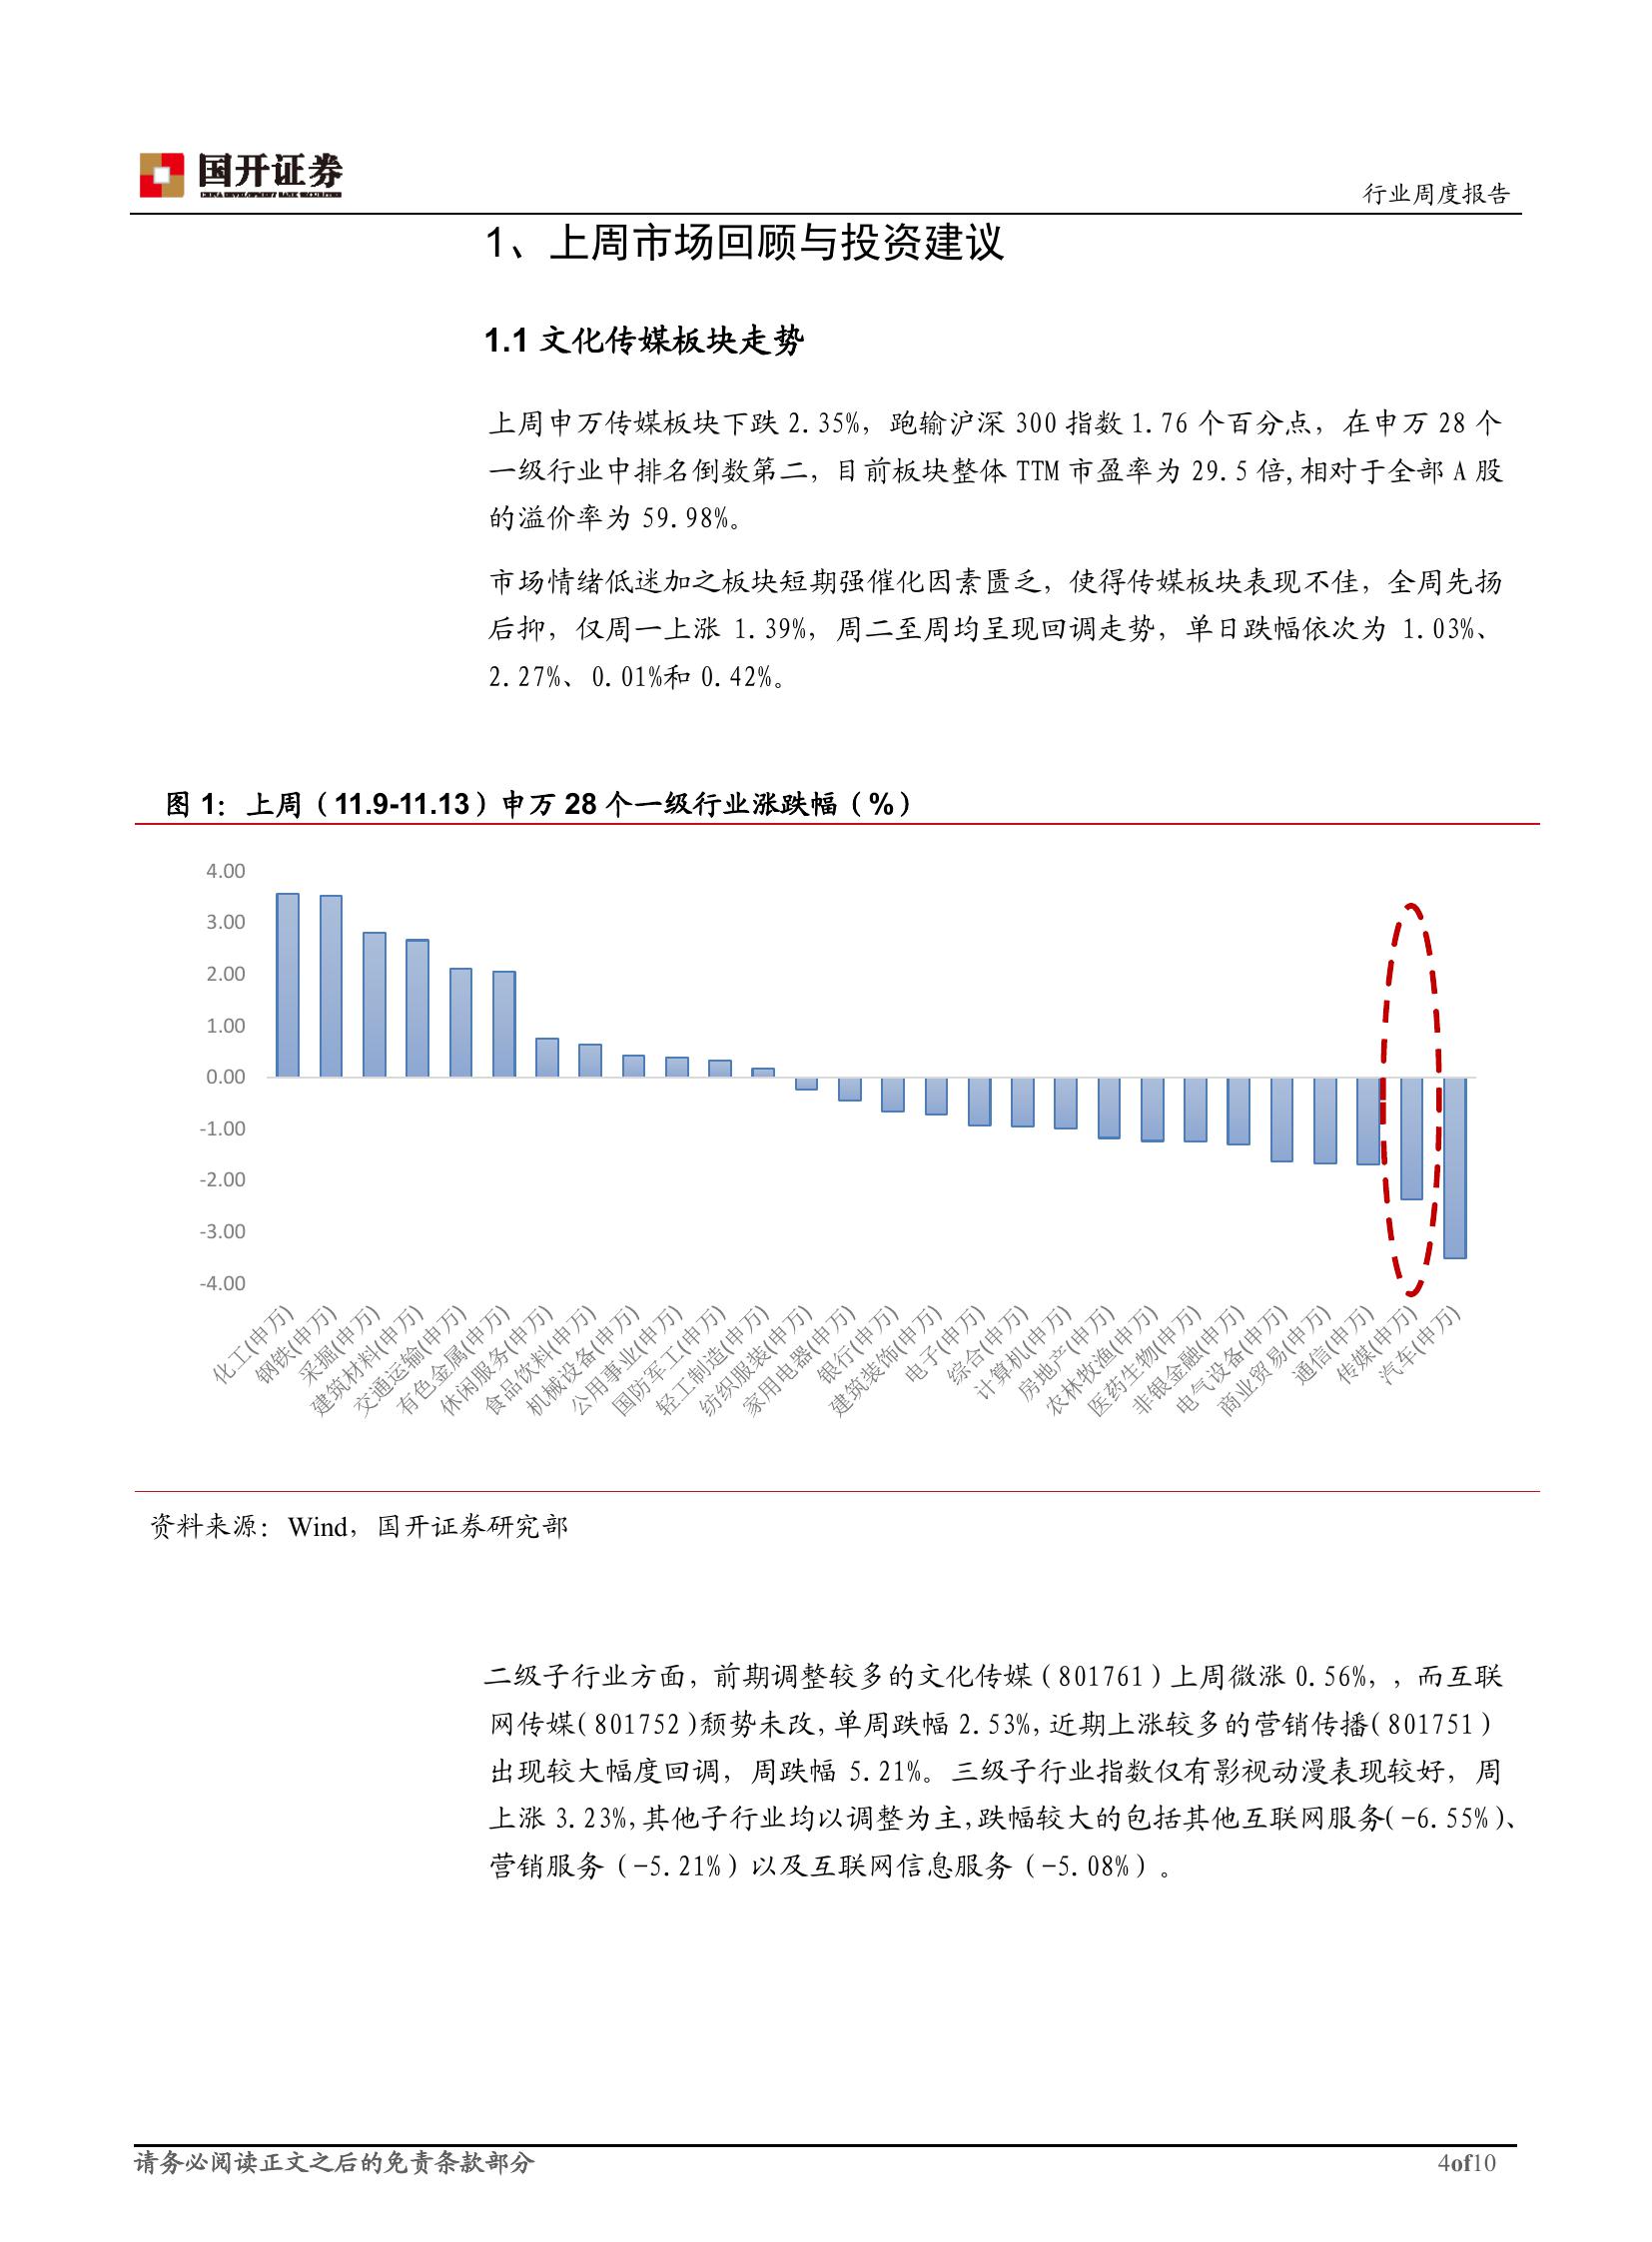 国开证券
CHINA DEVELOPMENT BANK SECURITIES
行业周度报告
1、上周市场回顾与投资建议
1.1 文化传媒板块走势
上周申万传媒板块下跌 2.35%，跑输沪深 300 指数 1.76 个百分点，在申万 28 个
一级行业中排名倒数第二，目前板块整体 TTM 市盈率为 29.5 倍,相对于全部 A 股
的溢价率为 59.98%。
市场情绪低迷加之板块短期强催化因素匮乏，使得传媒板块表现不佳，全周先扬
后抑，仅周一上涨 1.39%，周二至周均呈现回调走势，单日跌幅依次为 1.03%、
2.27%、0.01%和 0.42%。
图 1：上周（11.9-11.13）申万 28 个一级行业涨跌幅（%）
4.00
3.00
2.00
1.00
0.00
-1.00
-2.00
-3.00
-4.00
化工(申万)
钢铁(申万)
采掘(申万)
建筑材料(申万)
交通运输(申万)
有色金属(申万)
休闲服务(申万)
食品饮料(申万)
机械设备(申万)
公用事业(申万)
国防军工(申万)
轻工制造(申万)
纺织服装(申万)
家用电器(申万)
银行(申万)
建筑装饰(申万)
电子(申万)
综合(申万)
计算机(申万)
房地产(申万)
农林牧渔(申万)
医药生物(申万)
非银金融(申万)
电气设备(申万)
商业贸易(申万)
通信(申万)
传媒(申万)
汽车(申万)
资料来源：Wind，国开证券研究部
二级子行业方面，前期调整较多的文化传媒（801761）上周微涨 0.56%，，而互联
网传媒(801752)颓势未改,单周跌幅 2.53%,近期上涨较多的营销传播(801751)
出现较大幅度回调，周跌幅 5.21%。三级子行业指数仅有影视动漫表现较好，周
上涨 3.23%,其他子行业均以调整为主,跌幅较大的包括其他互联网服务(-6.55%)、
营销服务（-5.21%）以及互联网信息服务（-5.08%）。
请务必阅读正文之后的免责条款部分
4of10